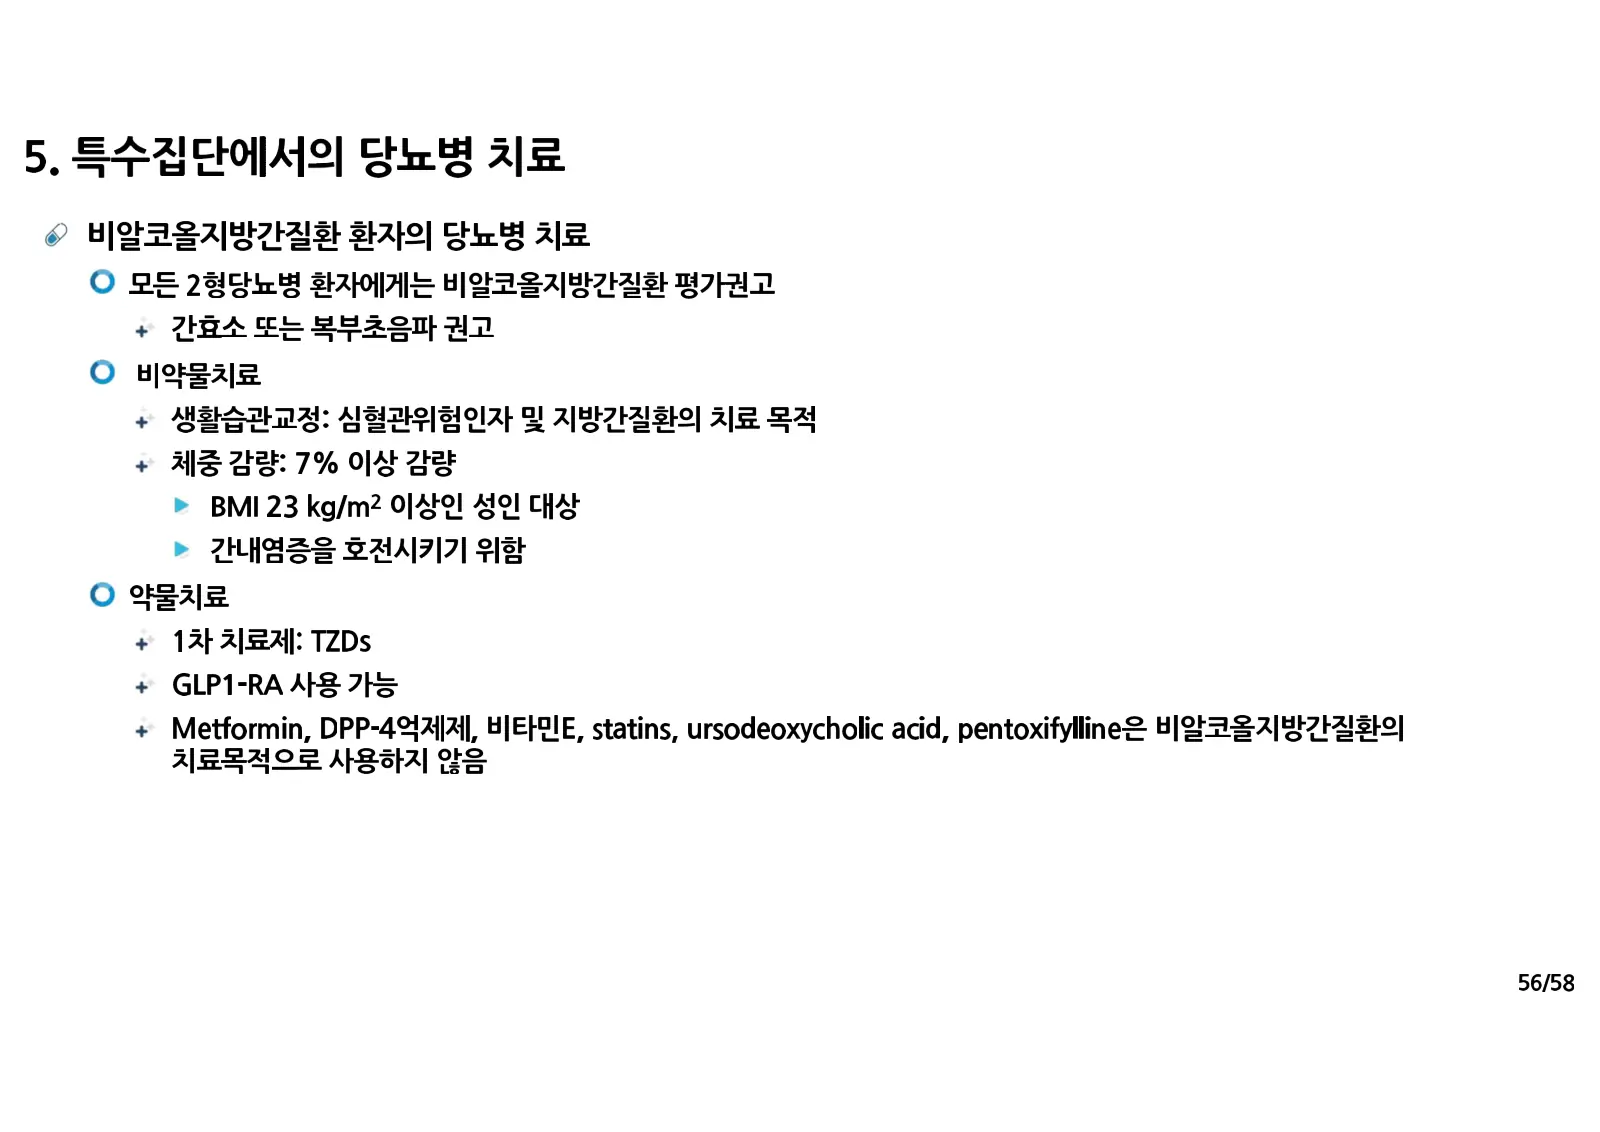 5. 특수집단에서의 당뇨병 치료
비알코올지방간질환 환자의 당뇨병 치료
모든 2형당뇨병 환자에게는 비알코올지방간질환 평가권고
간효소 또는 복부초음파 권고
비약물치료
생활습관교정: 심혈관위험인자 및 지방간질환의 치료 목적
체중 감량: 7% 이상 감량
BMI 23 kg/m² 이상인 성인 대상
간내염증을 호전시키기 위함
약물치료
1차 치료제: TZDs
GLP1-RA 사용 가능
Metformin, DPP-4억제제, 비타민E, statins, ursodeoxycholic acid, pentoxifylline은 비알코올지방간질환의
치료목적으로 사용하지 않음
56/58